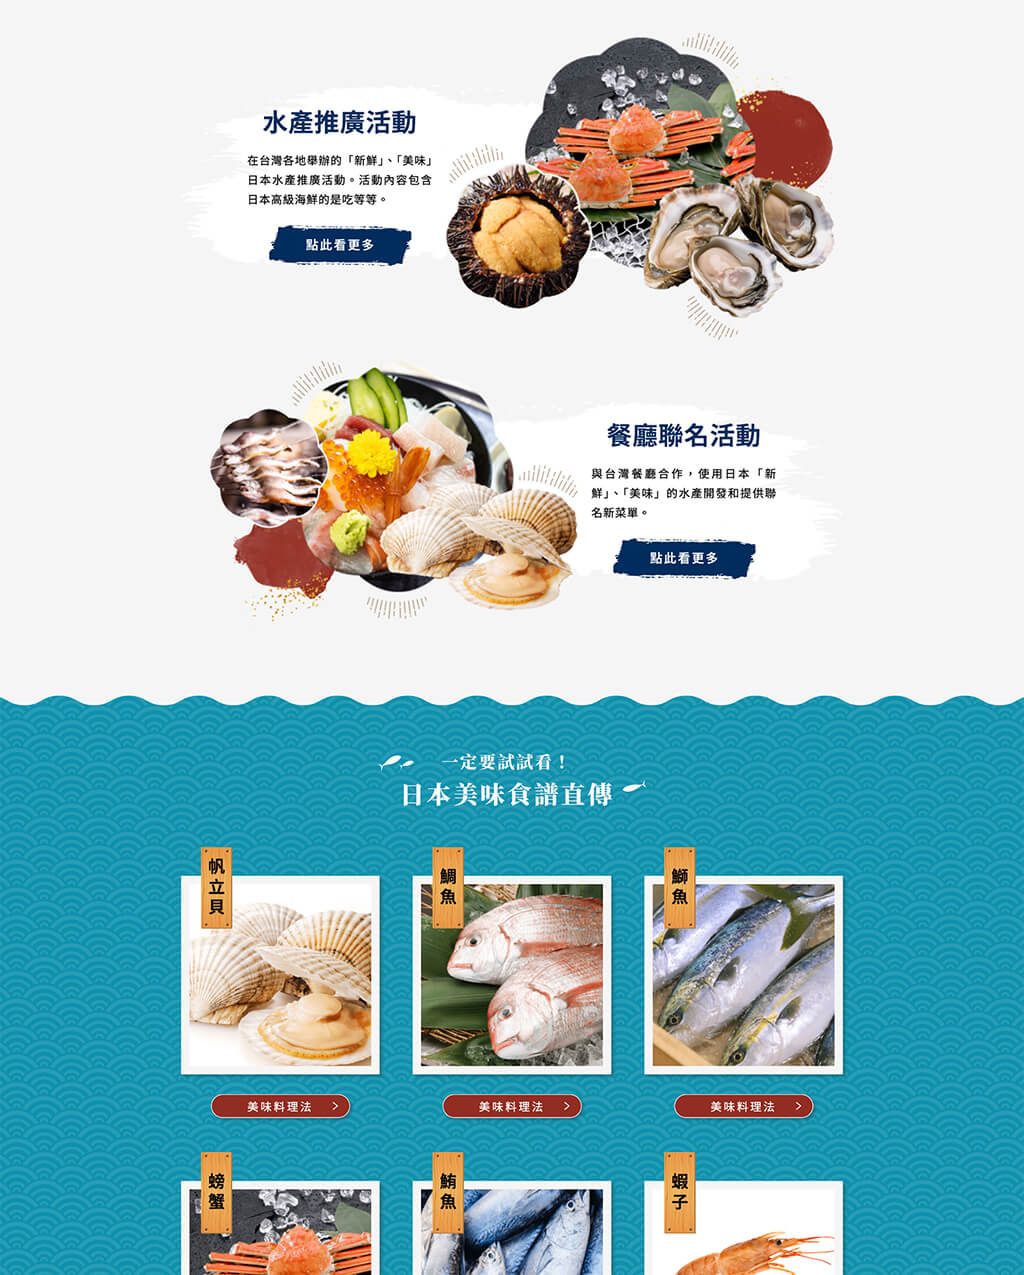 水產推廣活動
在台灣各地舉辦的「新鮮」、「美味」
日本水產推廣活動。活動內容包含
日本高級海鮮的是吃等等。
點此看更多
餐廳聯名活動
與台灣餐廳合作，使用日本「新
鮮」、「美味」的水產開發和提供聯
名新菜單。
點此看更多
一定要試試看！
日本美味食譜直傳
帆立貝
鯛魚
鰤魚
美味料理法
美味料理法
美味料理法
螃蟹
鮪魚
蝦子